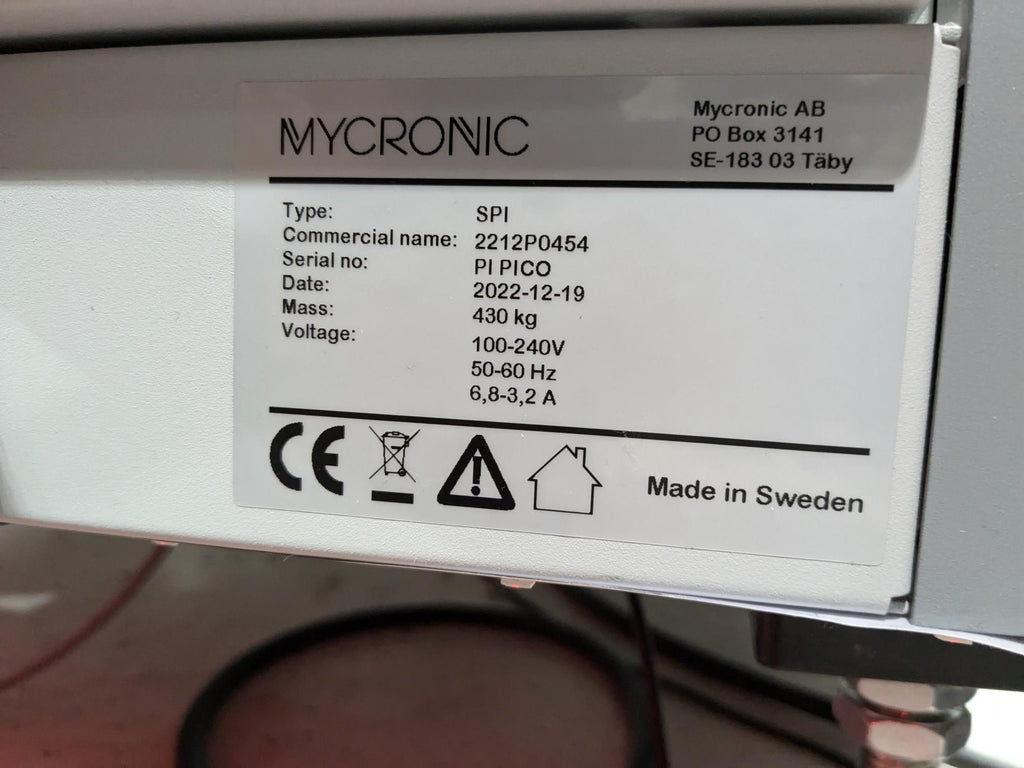 MYCRONIC
Mycronic AB
PO Box 3141
SE-183 03 Täby
Type: SPI
Commercial name: 2212P0454
Serial no: PI PICO
Date: 2022-12-19
Mass: 430 kg
Voltage: 100-240V
50-60 Hz
6,8-3,2 A
CE
Made in Sweden